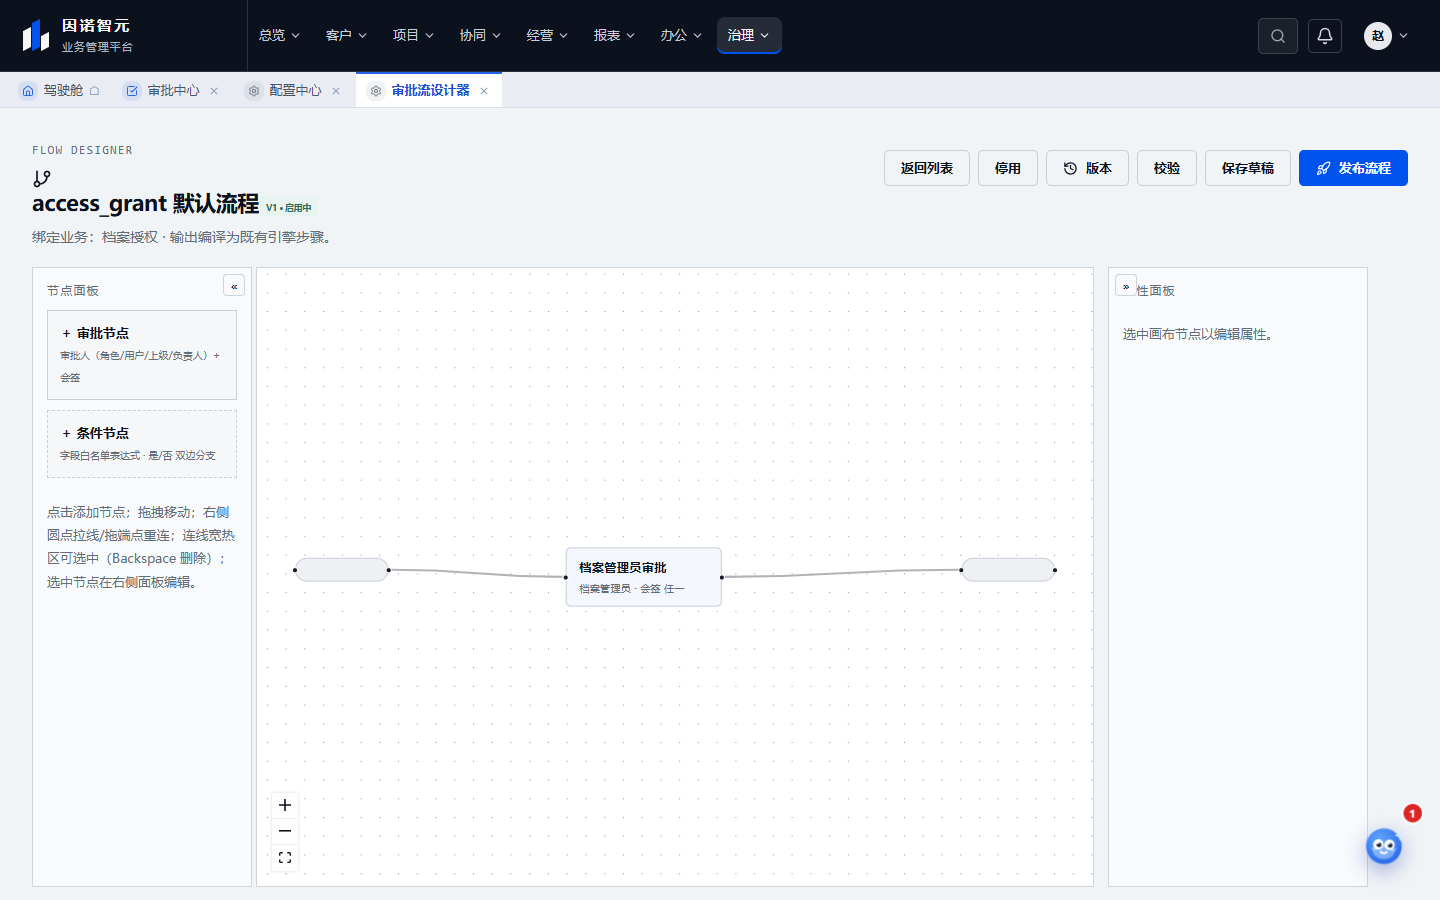 因诺智元
业务管理平台
总览
客户
项目
协同
经营
报表
办公
治理
赵
驾驶舱
审批中心
配置中心
审批流设计器
FLOW DESIGNER
access_grant 默认流程 V1 • 启用中
绑定业务：档案授权 · 输出编译为既有引擎步骤。
返回列表
停用
版本
校验
保存草稿
发布流程
节点面板
«
+ 审批节点
审批人（角色/用户/上级/负责人）+
会签
+ 条件节点
字段白名单表达式 · 是/否 双边分支
点击添加节点；拖拽移动；右侧
圆点拉线/拖端点重连；连线宽热
区可选中（Backspace 删除）；
选中节点在右侧面板编辑。
档案管理员审批
档案管理员 · 会签 任一
»
性面板
选中画布节点以编辑属性。
1